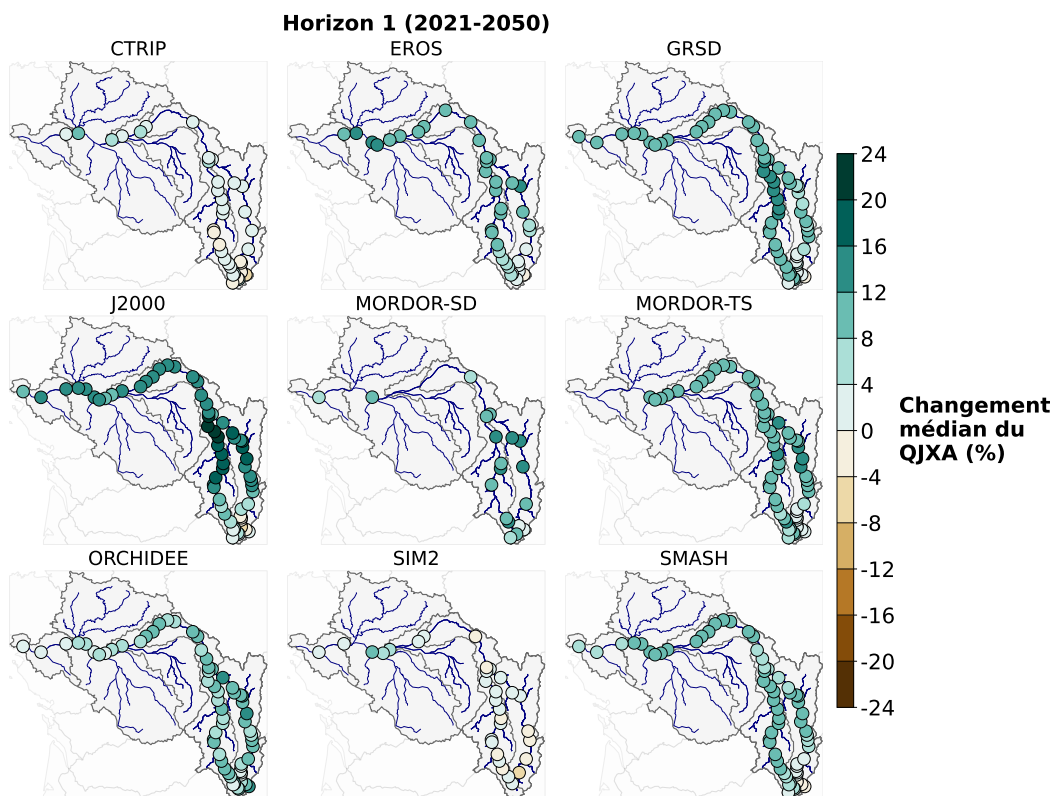 Horizon 1 (2021-2050)
CTRIP
EROS
GRSD
J2000
MORDOR-SD
MORDOR-TS
ORCHIDEE
SIM2
SMASH
24
20
16
12
8
4
0
-4
-8
-12
-16
-20
-24
Changement
médian du
QJXA (%)